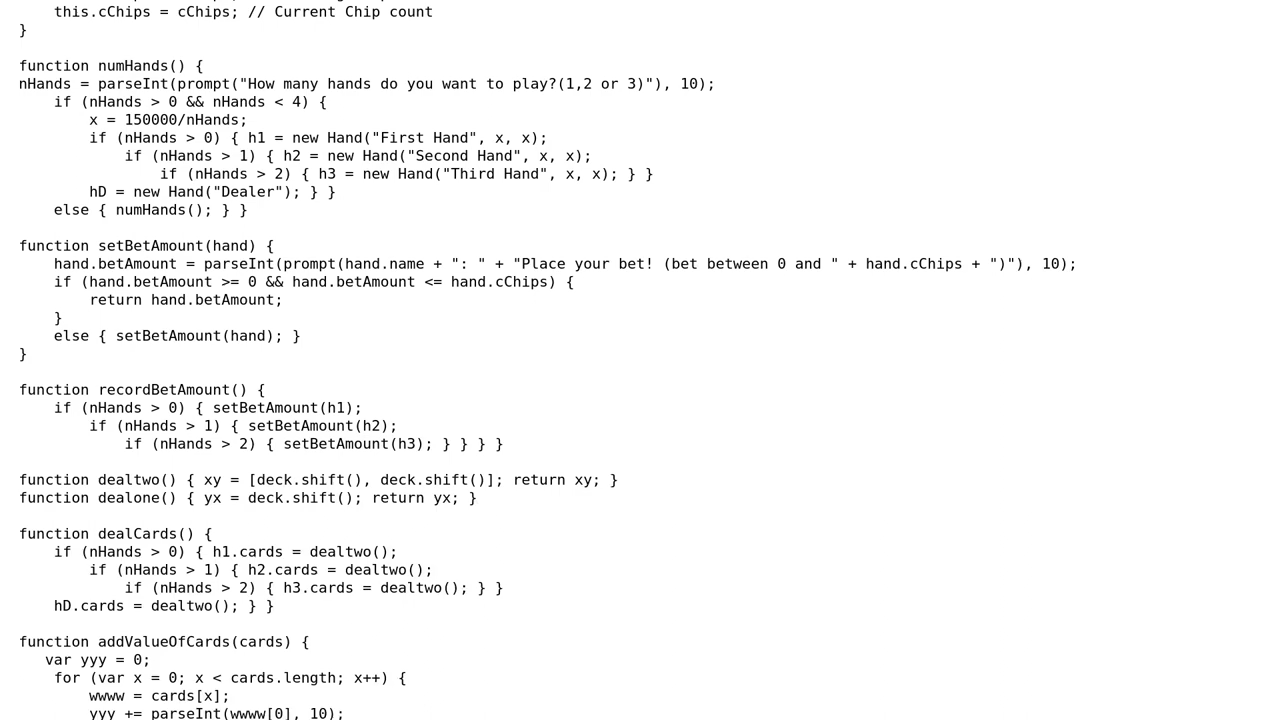 this.cChips = cChips; // Current Chip count
}
function numHands() {
nHands = parseInt(prompt("How many hands do you want to play?(1,2 or 3)"), 10);
if (nHands > 0 && nHands < 4) {
x = 150000/nHands;
if (nHands > 0) { h1 = new Hand("First Hand", x, x);
if (nHands > 1) { h2 = new Hand("Second Hand", x, x);
if (nHands > 2) { h3 = new Hand("Third Hand", x, x); } }
hD = new Hand("Dealer"); } }
else { numHands(); } }
function setBetAmount(hand) {
hand.betAmount = parseInt(prompt(hand.name + ": " + "Place your bet! (bet between 0 and " + hand.cChips + ")"), 10);
if (hand.betAmount >= 0 && hand.betAmount <= hand.cChips) {
return hand.betAmount;
}
else { setBetAmount(hand); }
}
function recordBetAmount() {
if (nHands > 0) { setBetAmount(h1);
if (nHands > 1) { setBetAmount(h2);
if (nHands > 2) { setBetAmount(h3); } } } }
function dealtwo() { xy = [deck.shift(), deck.shift()]; return xy; }
function dealone() { yx = deck.shift(); return yx; }
function dealCards() {
if (nHands > 0) { h1.cards = dealtwo();
if (nHands > 1) { h2.cards = dealtwo();
if (nHands > 2) { h3.cards = dealtwo(); } }
hD.cards = dealtwo(); } }
function addValueOfCards(cards) {
var yyy = 0;
for (var x = 0; x < cards.length; x++) {
wwww = cards[x];
yyy += parseInt(wwww[0], 10);